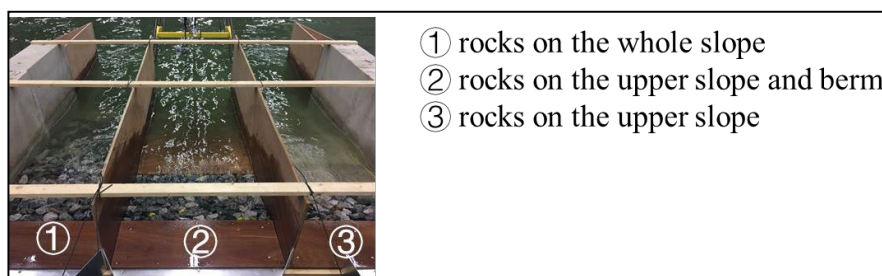 ① rocks on the whole slope
② rocks on the upper slope and berm
③ rocks on the upper slope
① ② ③